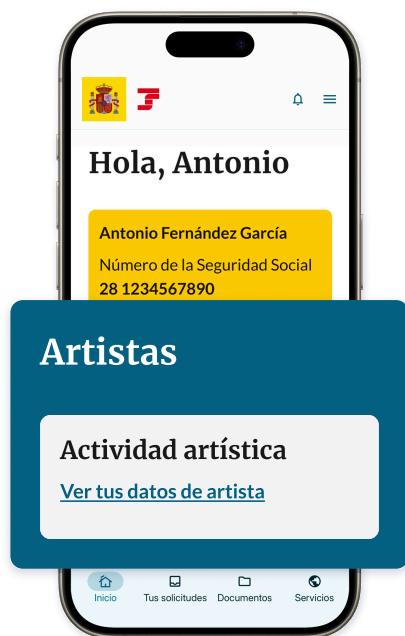 Hola, Antonio
Antonio Fernández García
Número de la Seguridad Social
28 1234567890
Artistas
Actividad artística
Ver tus datos de artista
Inicio
Tus solicitudes
Documentos
Servicios